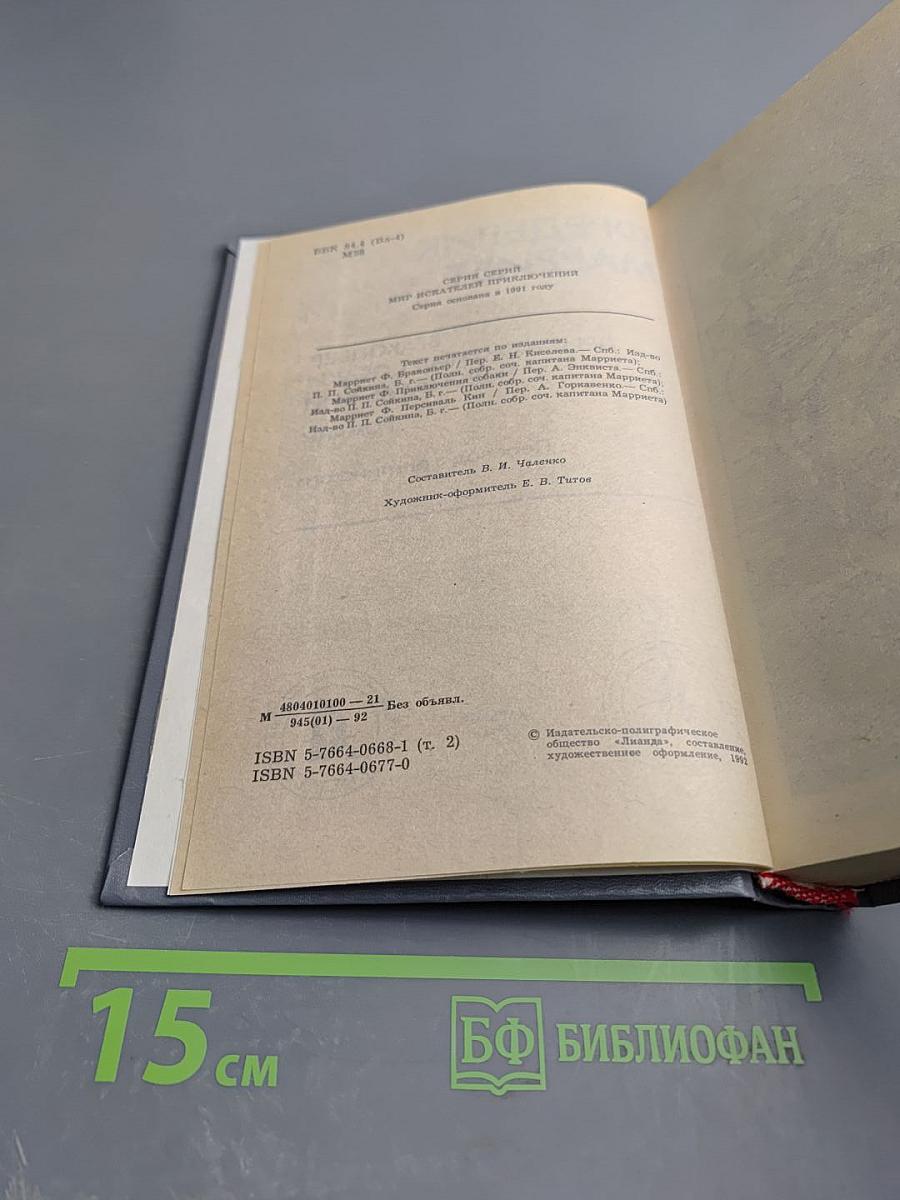 ББК 84.4 (Вл-4)
М28
СЕРИЯ СЕРИЙ
МИР ИСКАТЕЛЕЙ ПРИКЛЮЧЕНИЙ
Серия основана в 1991 году
Текст печатается по изданиям:
Марриет Ф. Браконьер / Пер. Е. Н. Киселева.— Спб.: Изд-во
П. П. Сойкина, Б. г.— (Полн. собр. соч. капитана Марриета);
Марриет Ф. Приключения собаки / Пер. А. Энквиста.— Спб.:
Изд-во П. П. Сойкина, Б. г.— (Полн. собр. соч. капитана Марриета);
Марриет Ф. Персиваль Кин / Пер. А. Горкавенко.— Спб.:
Изд-во П. П. Сойкина, Б. г.— (Полн. собр. соч. капитана Марриета)
Составитель В. И. Чаленко
Художник-оформитель Е. В. Титов
М 4804010100 — 21 Без объявл.
945(01) — 92
ISBN 5-7664-0668-1 (т. 2)
ISBN 5-7664-0677-0
© Издательско-полиграфическое
общество «Лианда», составление,
художественное оформление, 1992
15 см
БФ БИБЛИОФАН